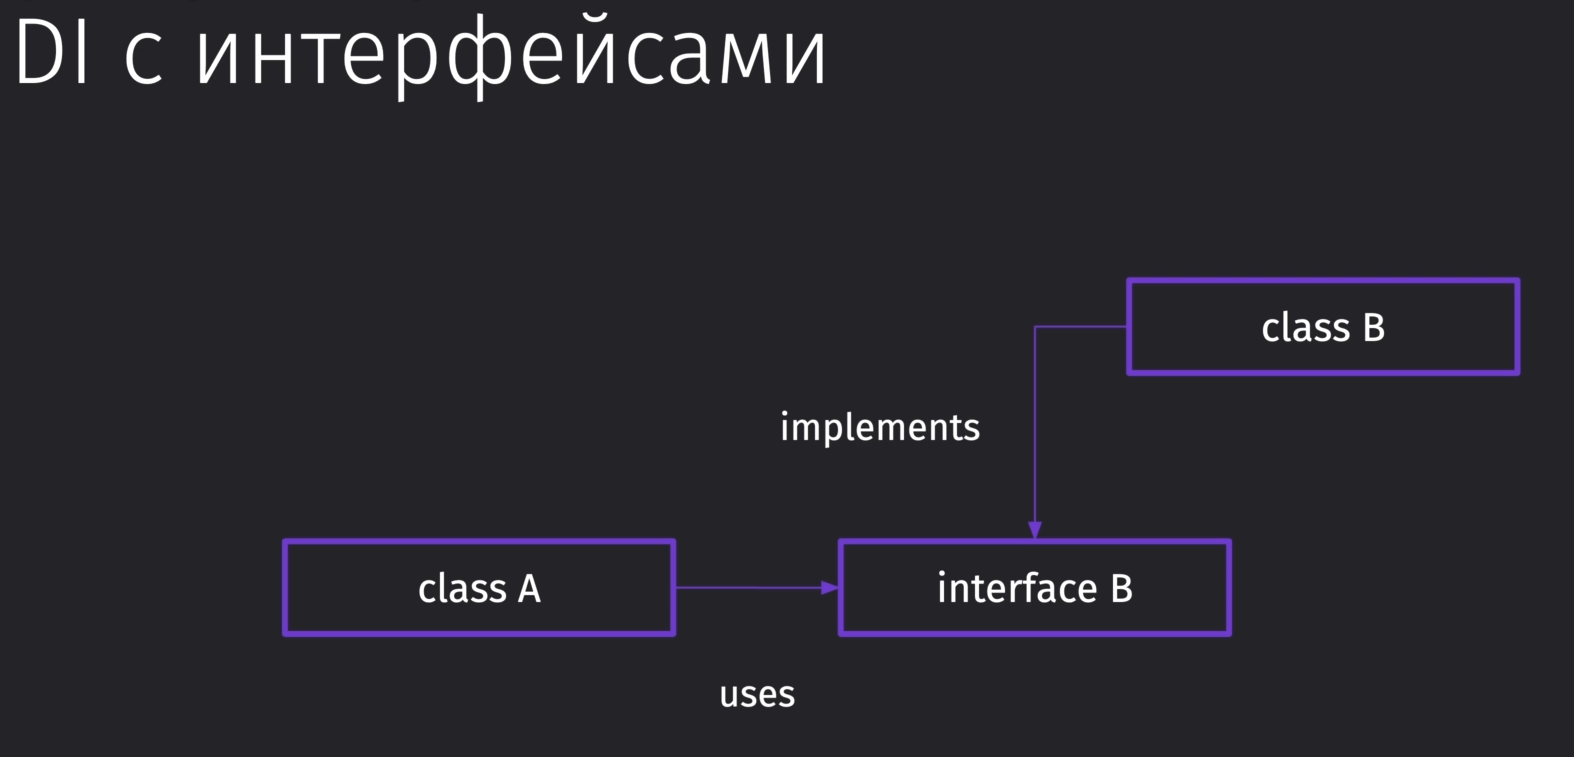 DI с интерфейсами
class B
implements
class A
interface B
uses